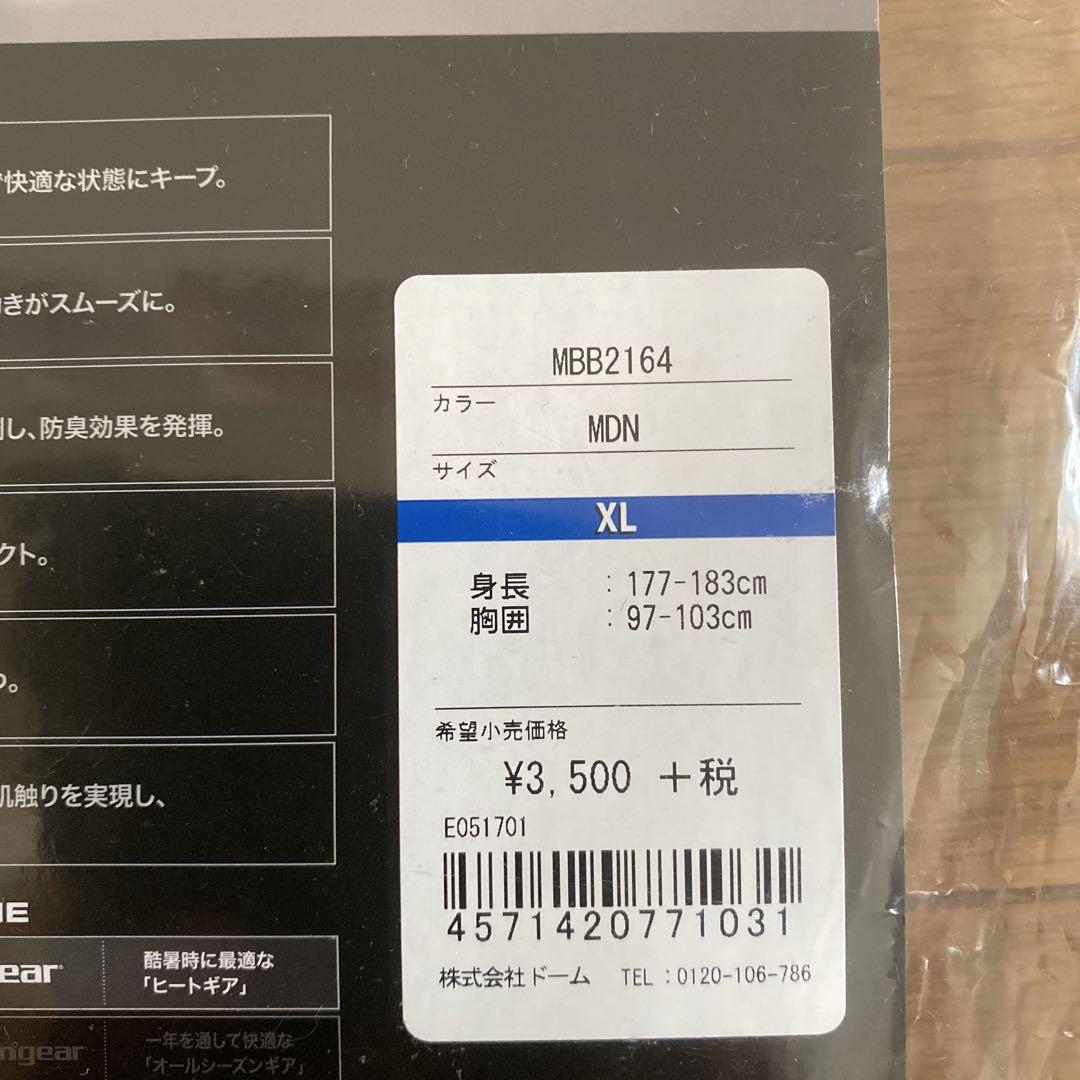 快適な状態にキープ。
きがスムーズに。
し、防臭効果を発揮。
クト。
つ。
肌触りを実現し、
ear
酷暑時に最適な
「ヒートギア」
ngear
一年を通して快適な
「オールシーズンギア」
MBB2164
カラー
MDN
サイズ
XL
身長 : 177-183cm
胸囲 : 97-103cm
希望小売価格
¥3,500 +税
E051701
4571420771031
株式会社ドーム TEL:0120-106-786